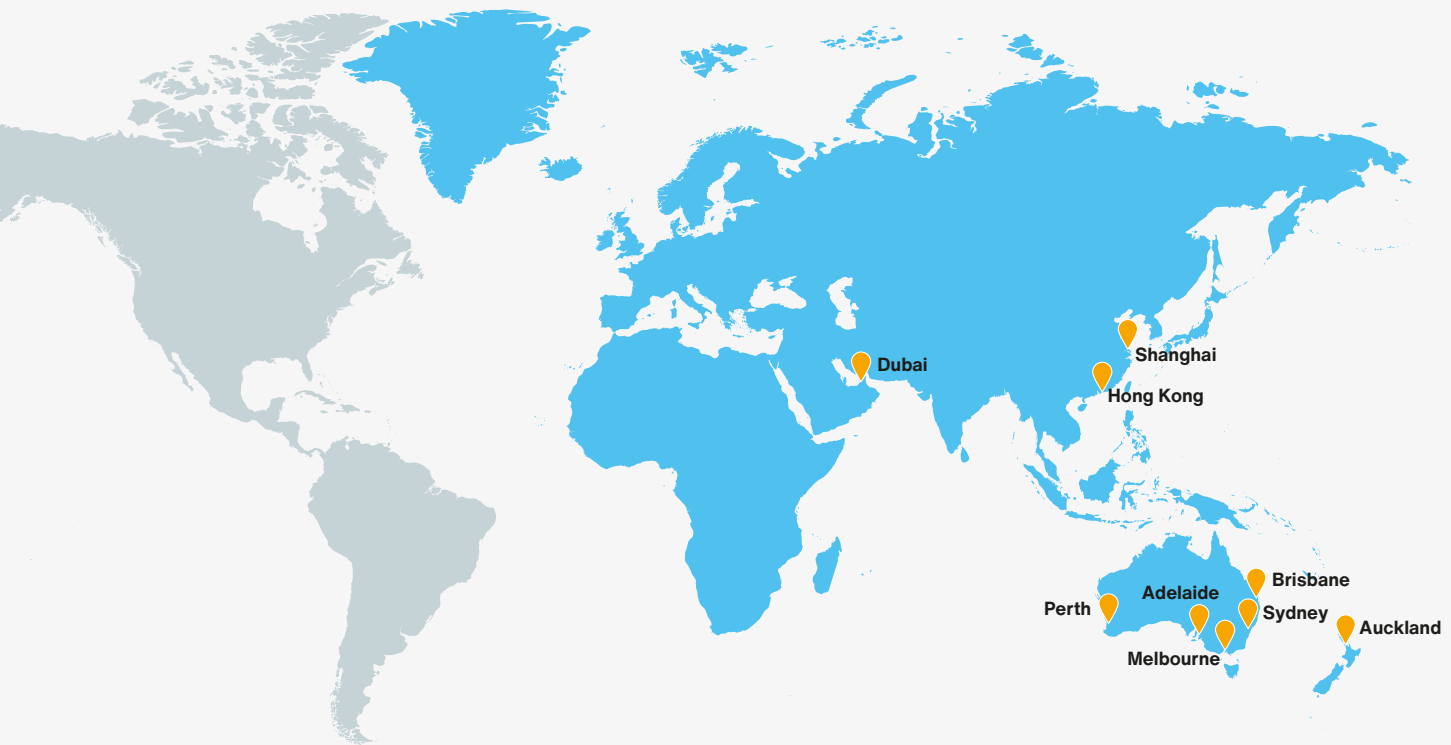 Shanghai
Dubai
Hong Kong
Brisbane
Adelaide
Perth
Sydney
Auckland
Melbourne